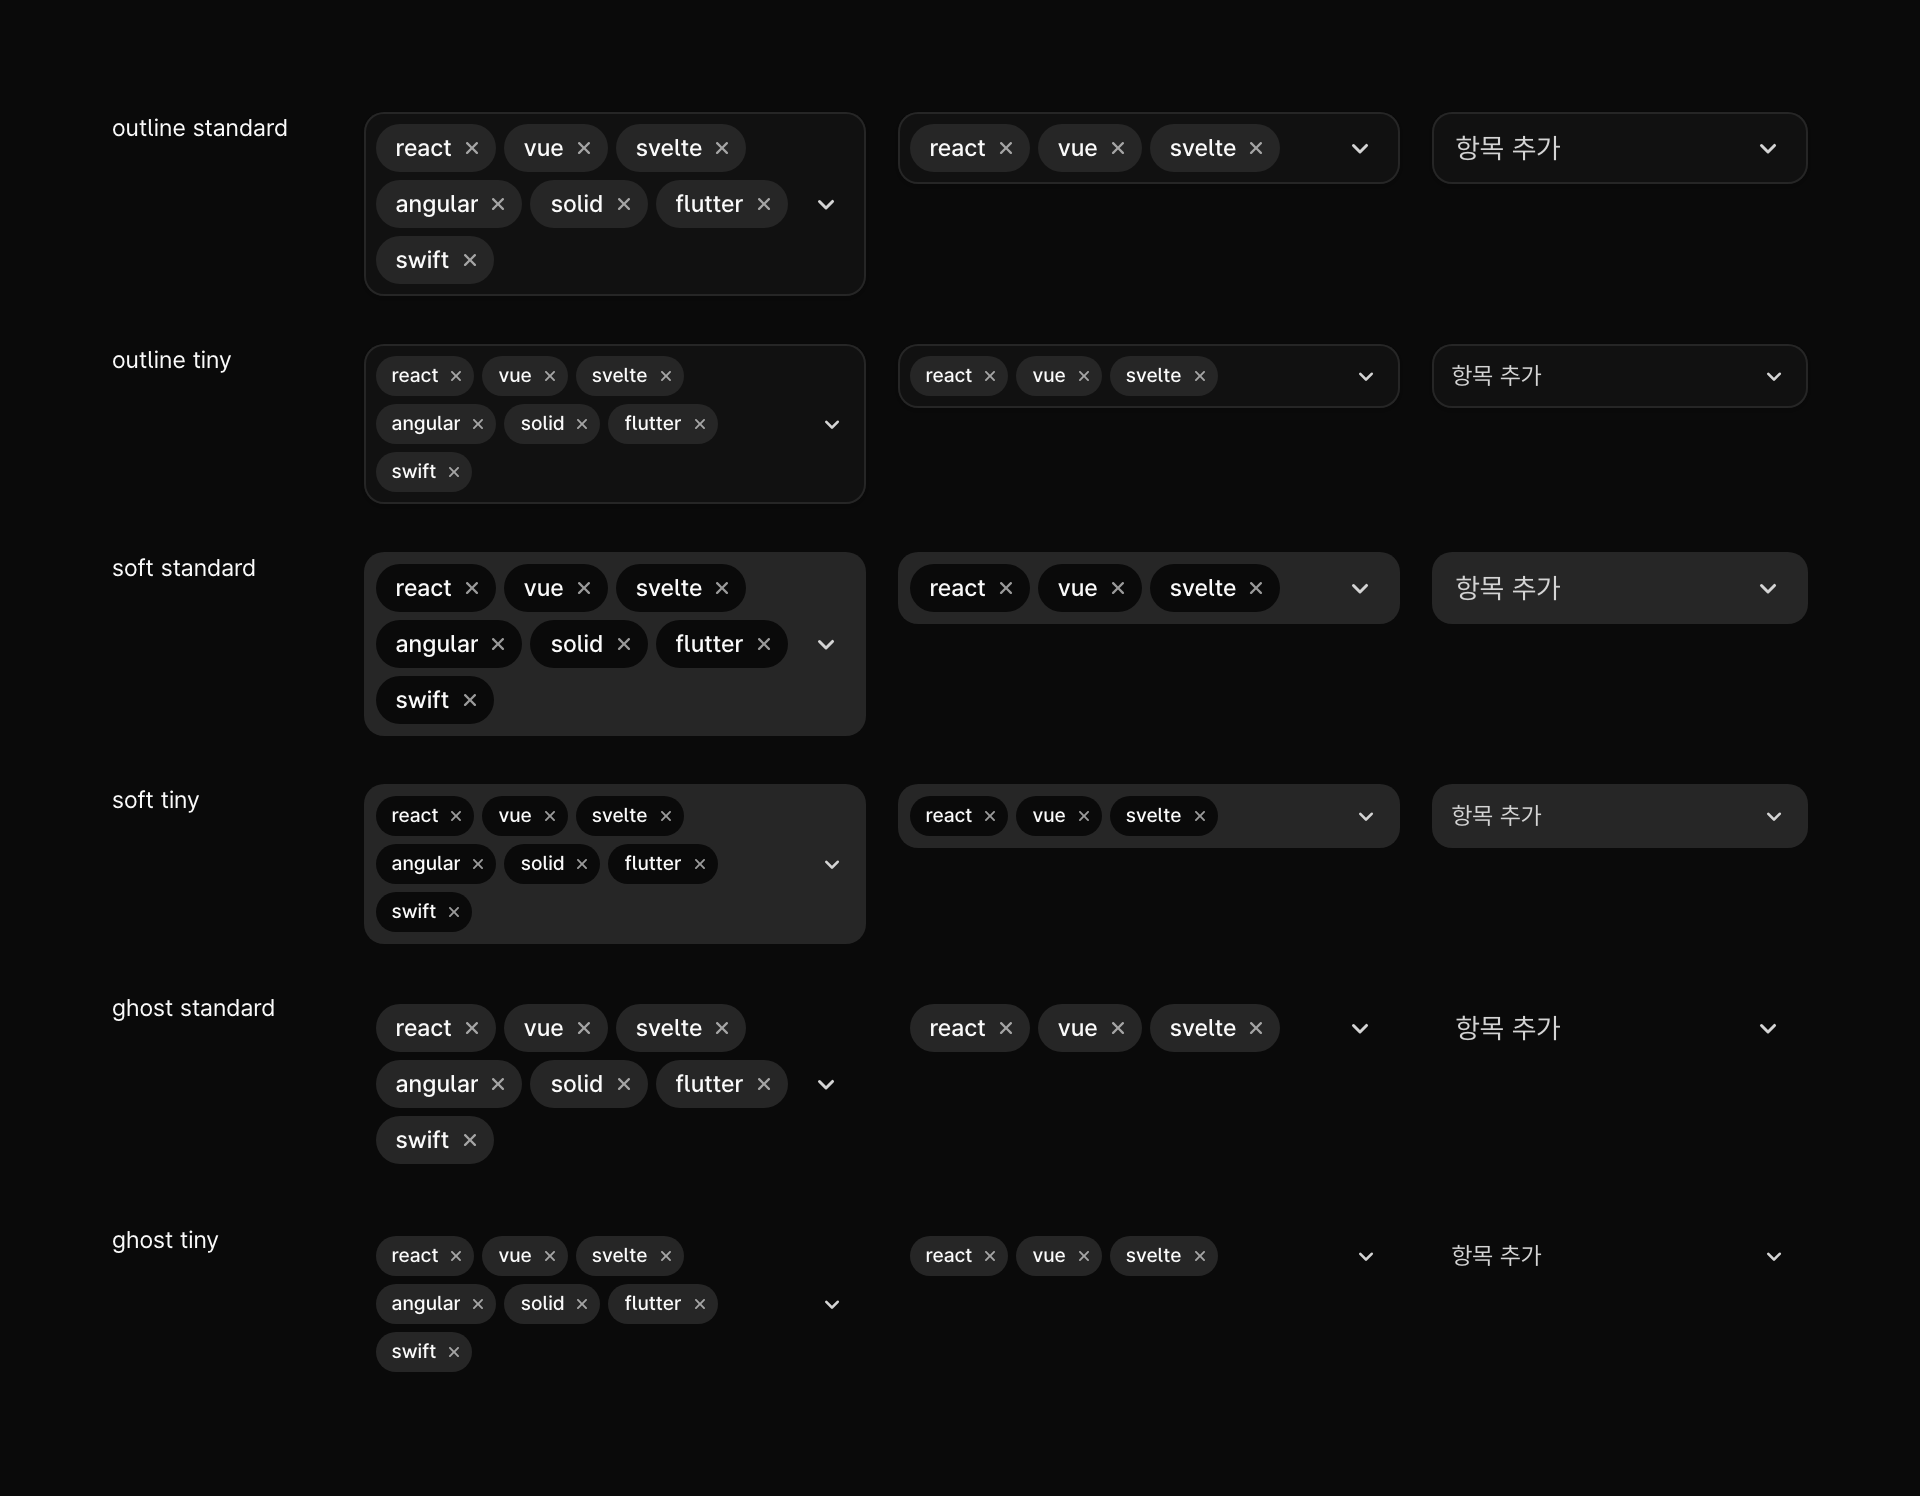 outline standard
react vue svelte
angular solid flutter
swift
react vue svelte
항목 추가
outline tiny
react vue svelte
angular solid flutter
swift
react vue svelte
항목 추가
soft standard
react vue svelte
angular solid flutter
swift
react vue svelte
항목 추가
soft tiny
react vue svelte
angular solid flutter
swift
react vue svelte
항목 추가
ghost standard
react vue svelte
angular solid flutter
swift
react vue svelte
항목 추가
ghost tiny
react vue svelte
angular solid flutter
swift
react vue svelte
항목 추가